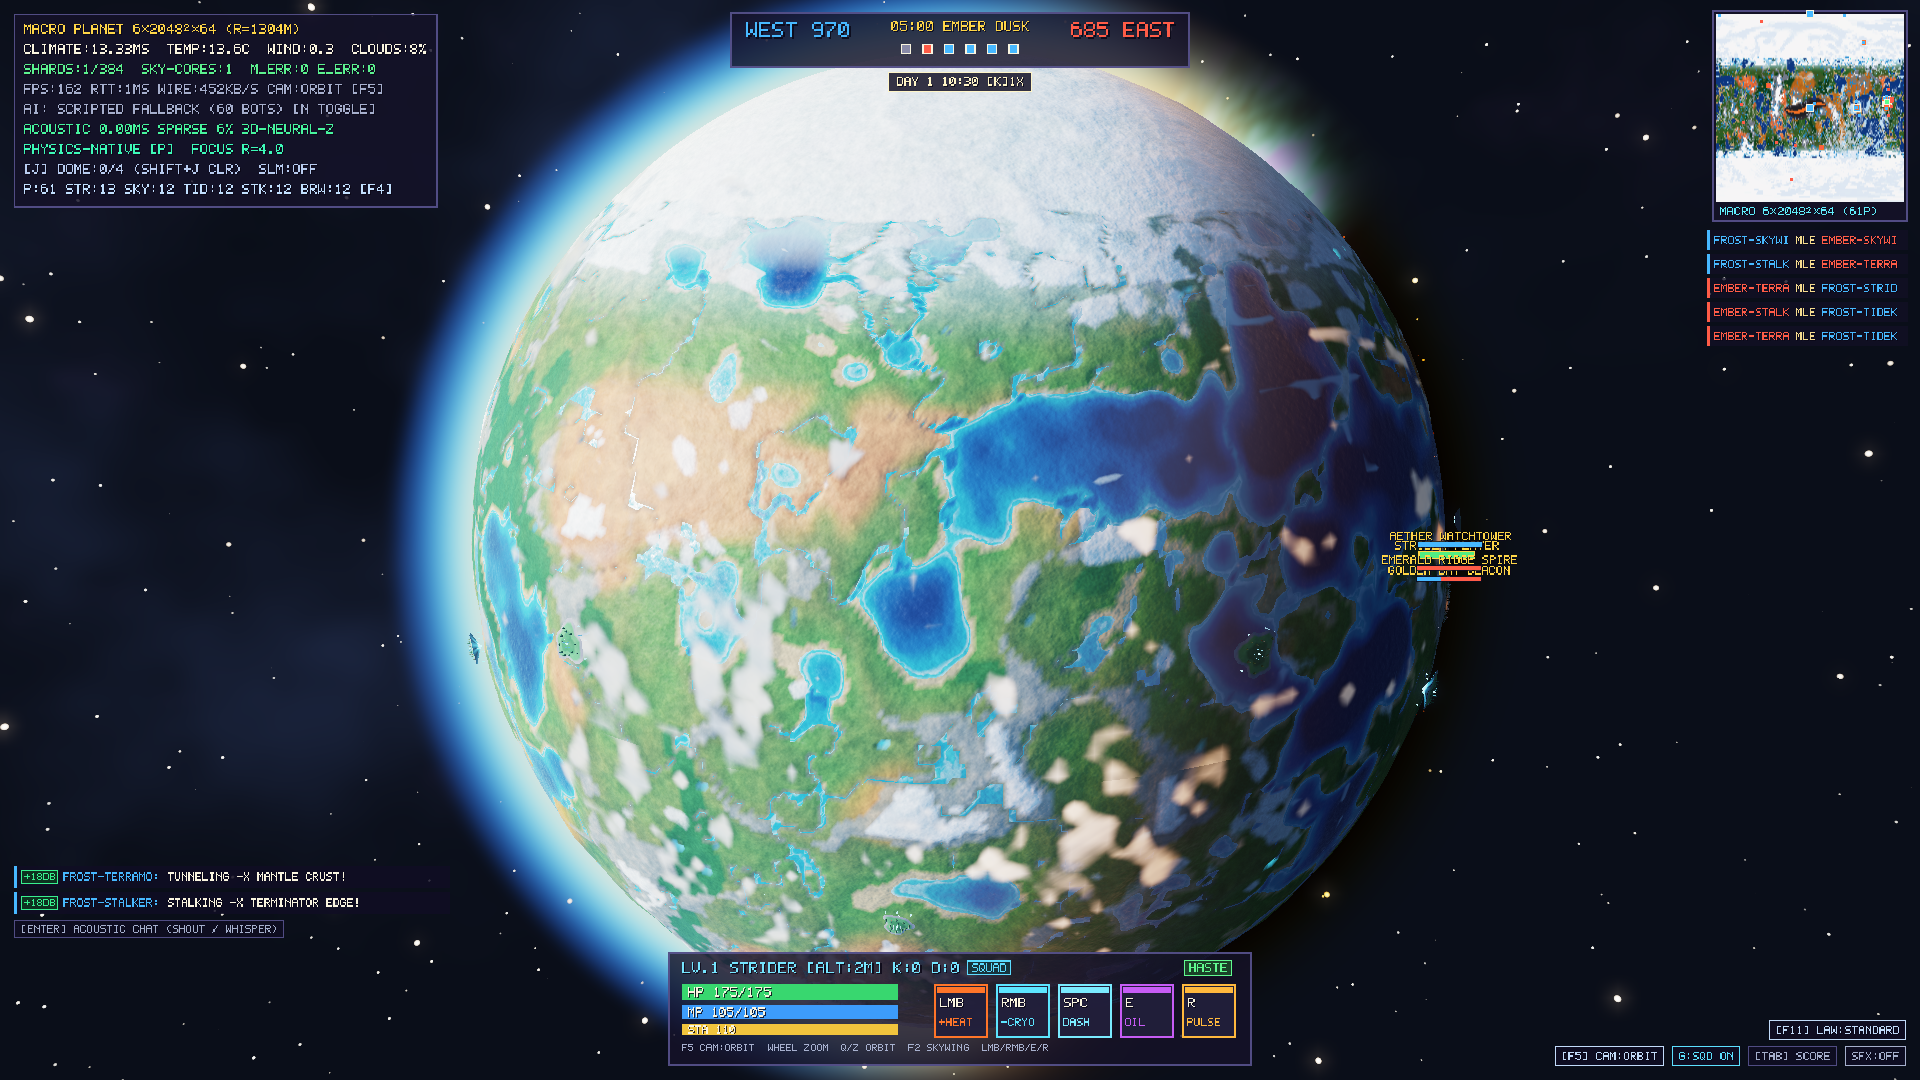 MACRO PLANET 6×2048²×64 (R=1304M)
CLIMATE:13.33MS TEMP:13.6C WIND:0.3 CLOUDS:8%
SHARDS:1/384 SKY-CORES:1 M_ERR:0 E_ERR:0
FPS:162 RTT:1MS WIRE:452KB/S CAM:ORBIT [F5]
AI: SCRIPTED FALLBACK (60 BOTS) [N TOGGLE]
ACOUSTIC 0.00MS SPARSE 6% 3D-NEURAL-Z
PHYSICS-NATIVE [P] FOCUS R=4.0
[J] DOME:0/4 (SHIFT+J CLR) SLM:OFF
P:61 STR:13 SKY:12 TID:12 STK:12 BRW:12 [F4]
WEST 970 05:00 EMBER DUSK 685 EAST
DAY 1 10:30 [K]1X
MACRO 6×2048²×64 (61P)
FROST-SKYWI MLE EMBER-SKYWI
FROST-STALK MLE EMBER-TERRA
EMBER-TERRA MLE FROST-STRID
EMBER-STALK MLE FROST-TIDEK
EMBER-TERRA MLE FROST-TIDEK
AETHER WATCHTOWER
EMERALD RIDGE SPIRE
GOLDEN BAY BEACON
+18DB FROST-TERRAMO: TUNNELING -X MANTLE CRUST!
+18DB FROST-STALKER: STALKING -X TERMINATOR EDGE!
[ENTER] ACOUSTIC CHAT (SHOUT / WHISPER)
LV.1 STRIDER [ALT:2M] K:0 D:0 SQUAD HASTE
HP 175/175
MP 105/105
STA 110
LMB +HEAT
RMB -CRYO
SPC DASH
E OIL
R PULSE
F5 CAM:ORBIT WHEEL ZOOM Q/Z ORBIT F2 SKYWING LMB/RMB/E/R
[F11] LAW:STANDARD
[F5] CAM:ORBIT G:SQD ON [TAB] SCORE SFX:OFF